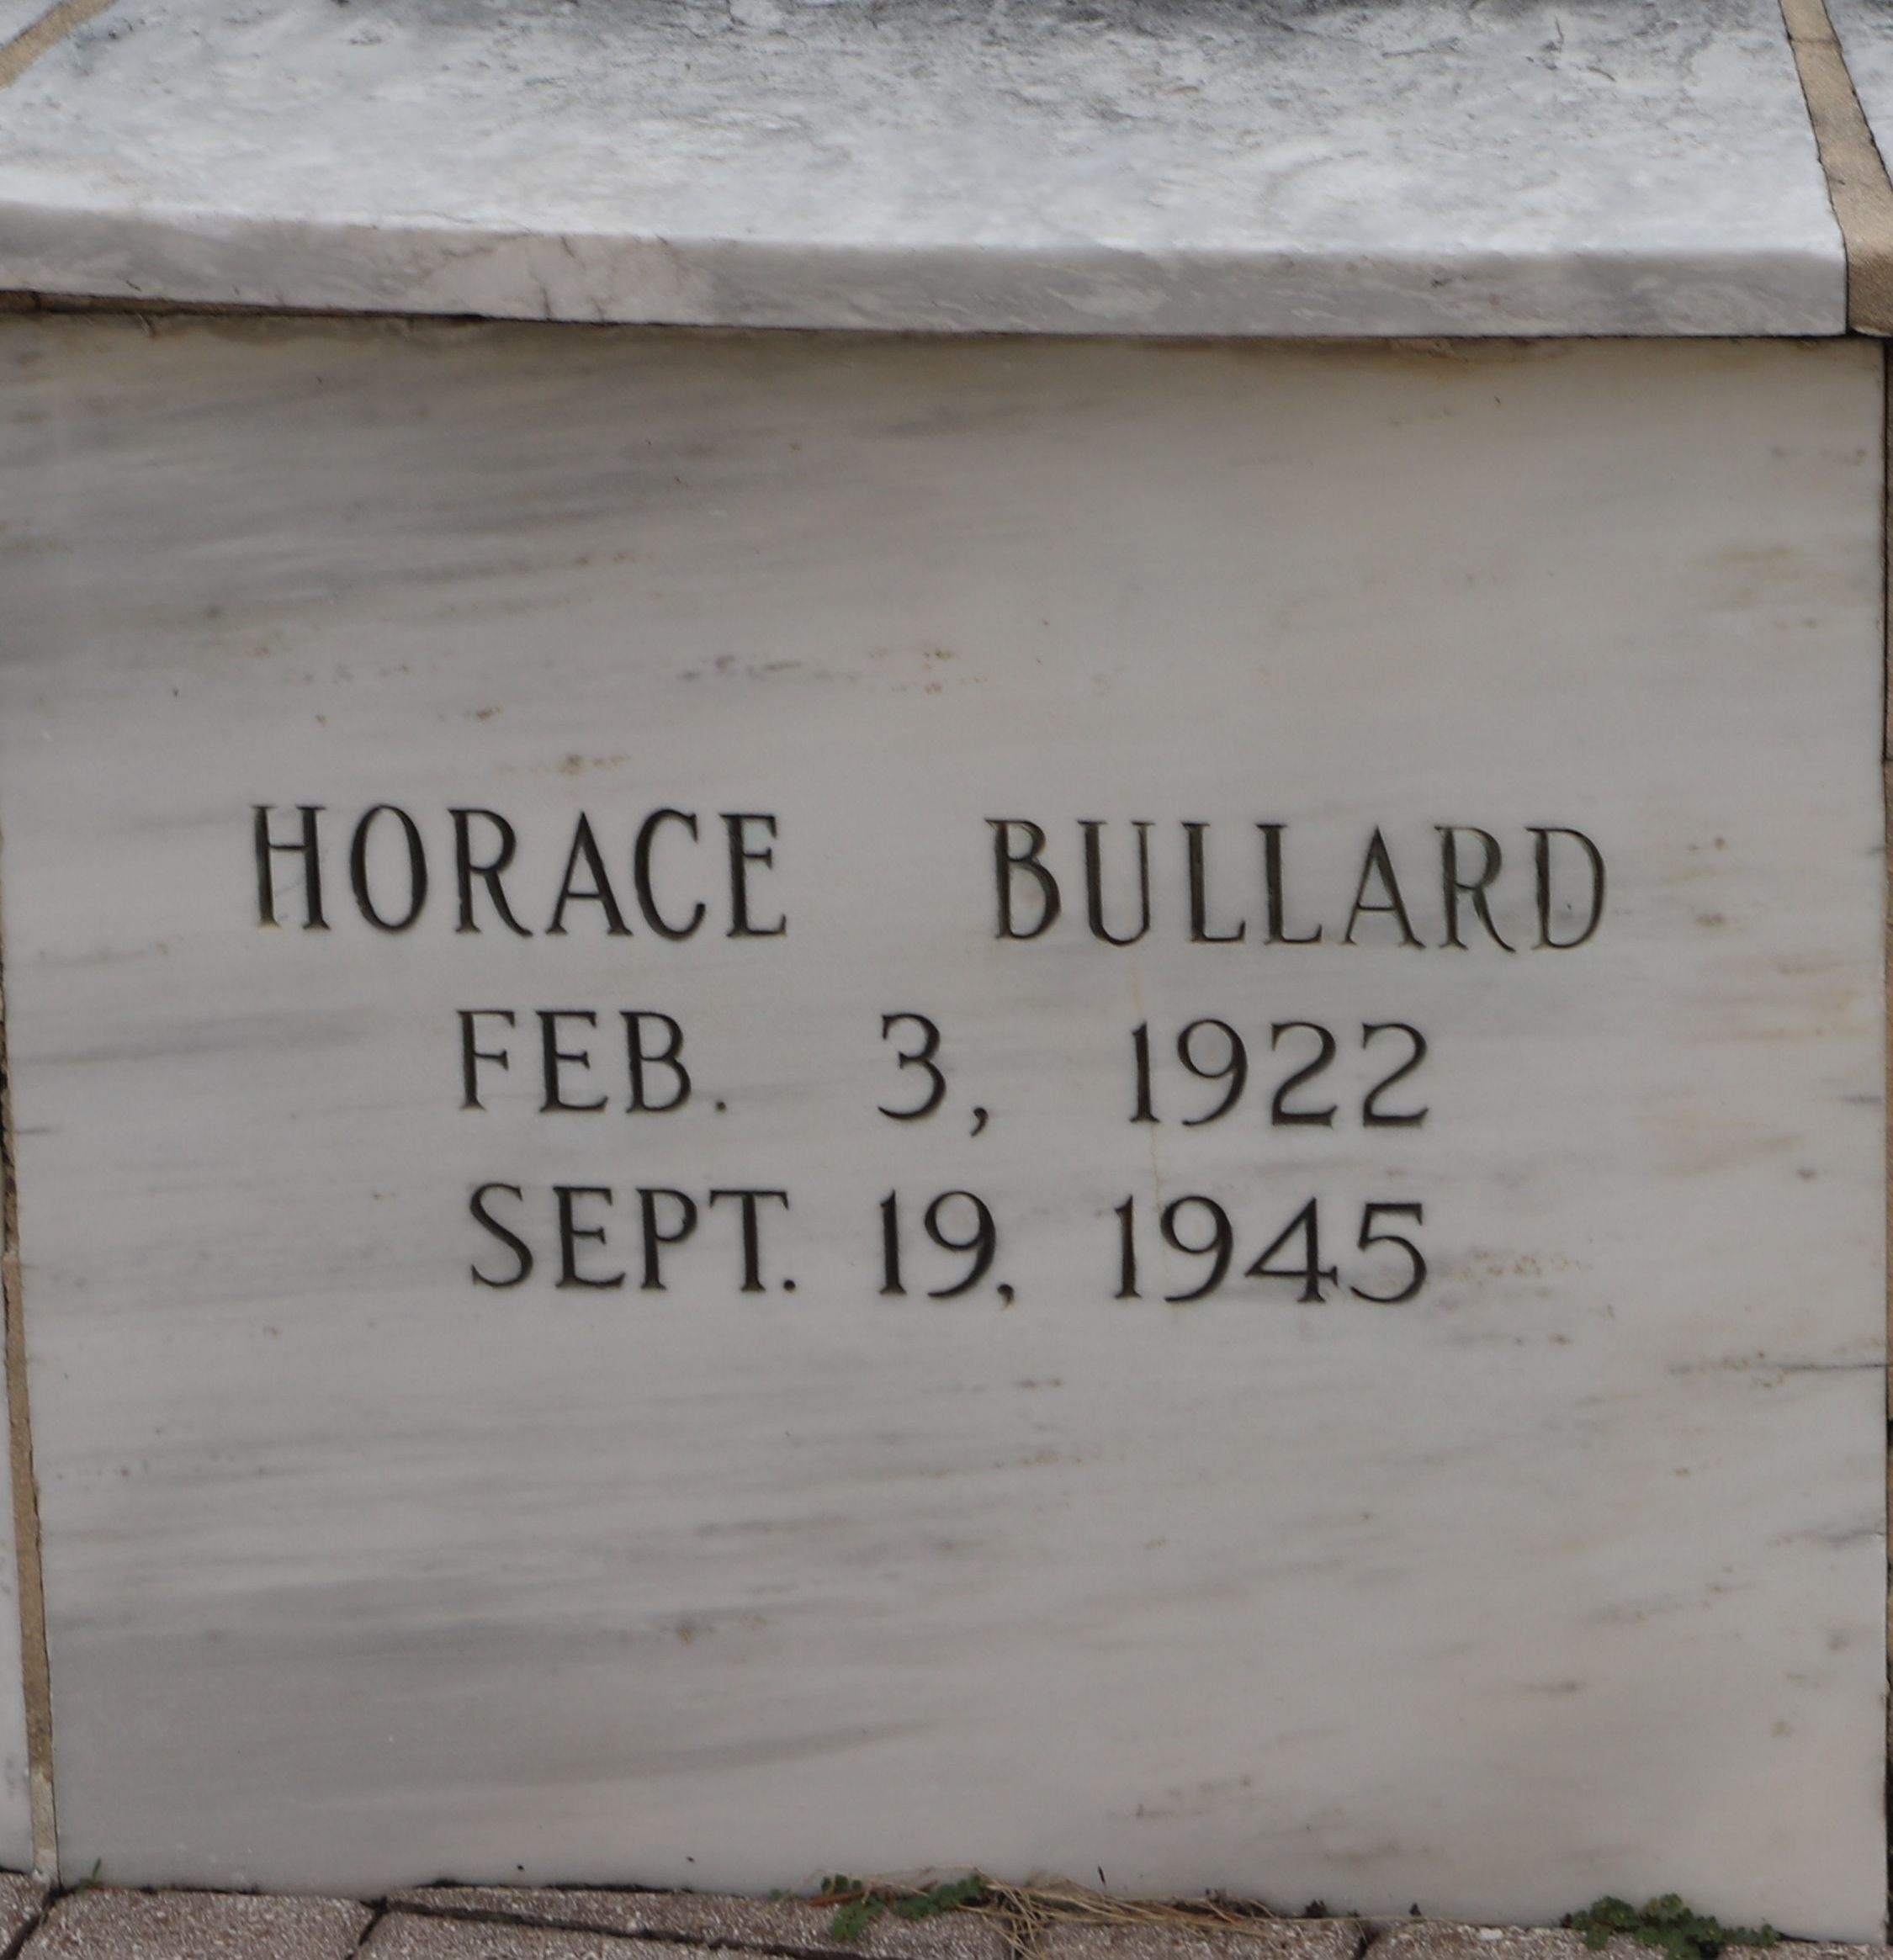 HORACE BULLARD
FEB. 3, 1922
SEPT. 19, 1945